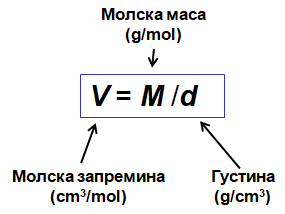 Молска маса
(g/mol)
V = M /d
Молска запремина
(cm³/mol)
Густина
(g/cm³)